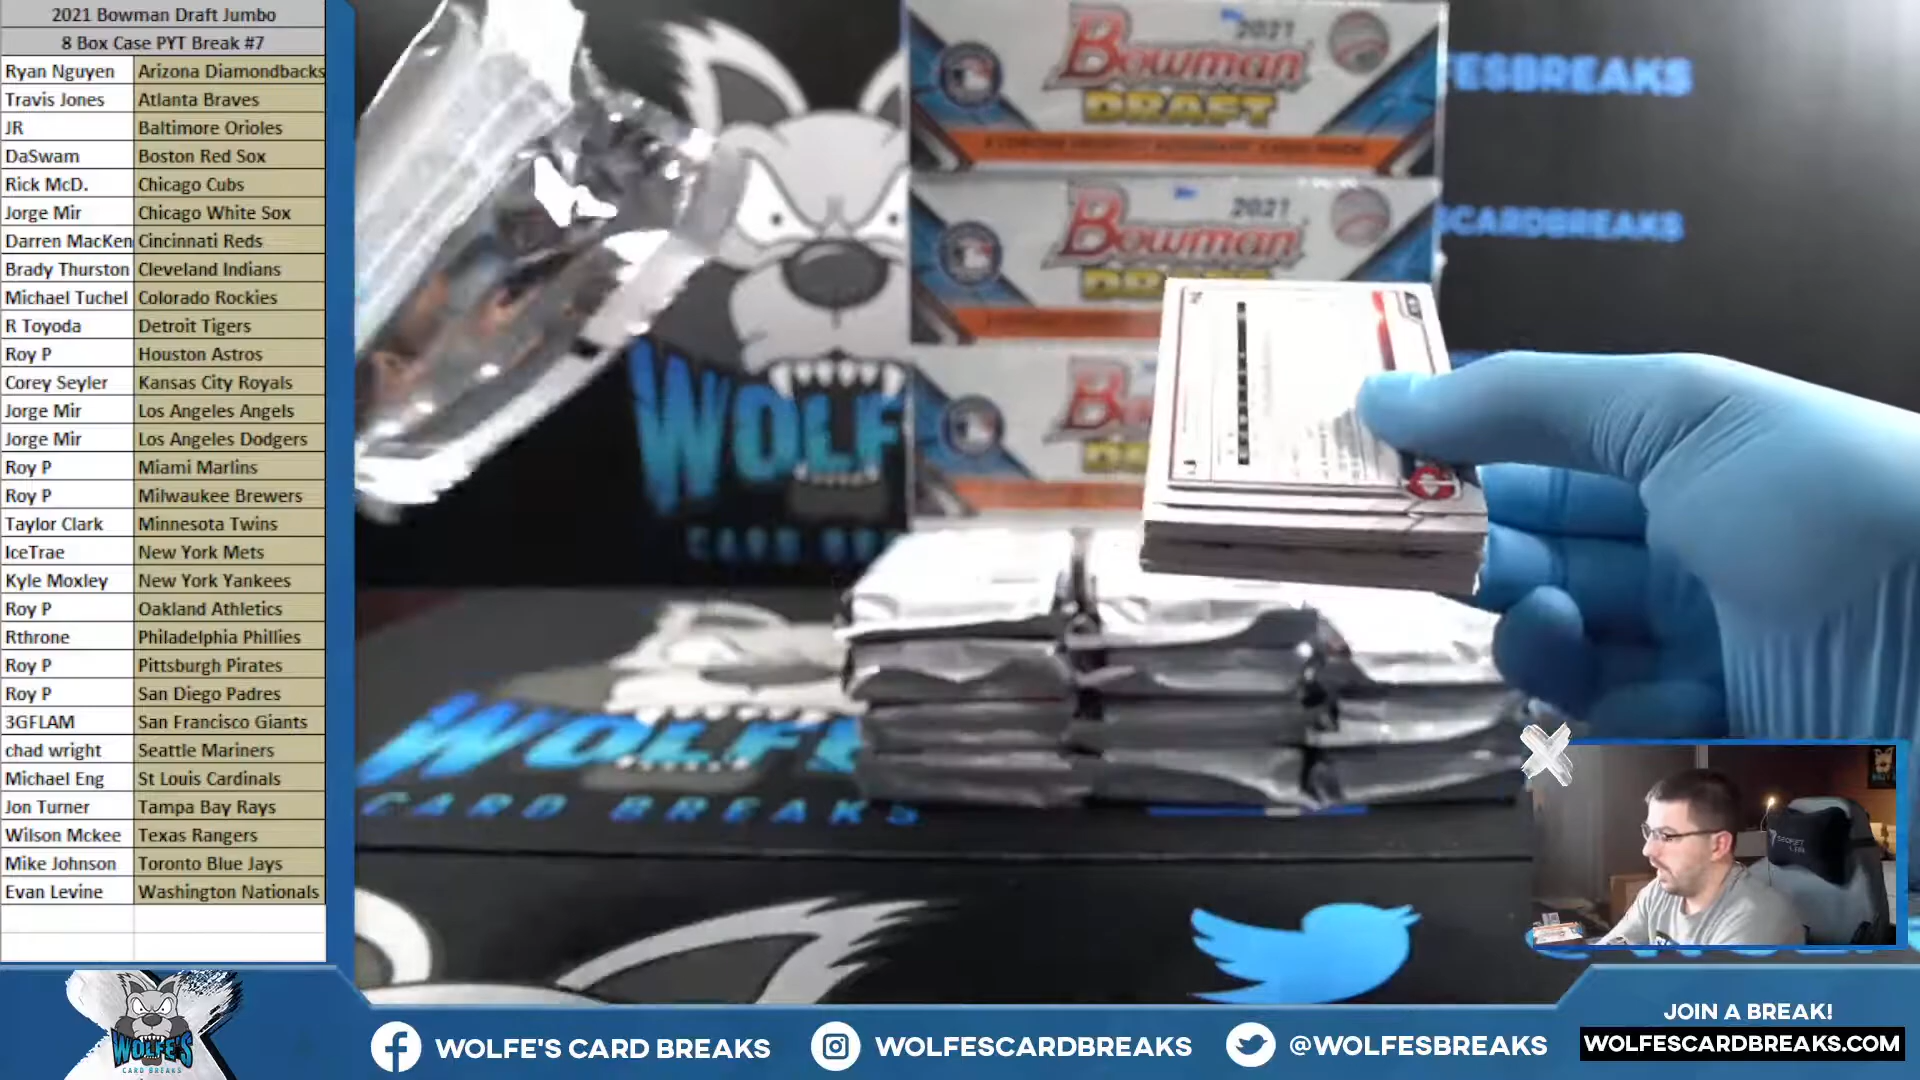 2021 Bowman Draft Jumbo
8 Box Case PYT Break #7
Ryan Nguyen Arizona Diamondbacks
Travis Jones Atlanta Braves
JR Baltimore Orioles
DaSwam Boston Red Sox
Rick McD. Chicago Cubs
Jorge Mir Chicago White Sox
Darren MacKen Cincinnati Reds
Brady Thurston Cleveland Indians
Michael Tuchel Colorado Rockies
R Toyoda Detroit Tigers
Roy P Houston Astros
Corey Seyler Kansas City Royals
Jorge Mir Los Angeles Angels
Jorge Mir Los Angeles Dodgers
Roy P Miami Marlins
Roy P Milwaukee Brewers
Taylor Clark Minnesota Twins
IceTrae New York Mets
Kyle Moxley New York Yankees
Roy P Oakland Athletics
Rthrone Philadelphia Phillies
Roy P Pittsburgh Pirates
Roy P San Diego Padres
3GFLAM San Francisco Giants
chad wright Seattle Mariners
Michael Eng St Louis Cardinals
Jon Turner Tampa Bay Rays
Wilson Mckee Texas Rangers
Mike Johnson Toronto Blue Jays
Evan Levine Washington Nationals
2021
Bowman
DRAFT
FESBREAKS
2021
Bowman
SCARDBREAKS
WOLF
CARD
WOLFE
CARD BREAKS
WOLFE'S
CARD BREAKS
WOLFE'S CARD BREAKS
WOLFESCARDBREAKS
@WOLFESBREAKS
JOIN A BREAK!
WOLFESCARDBREAKS.COM